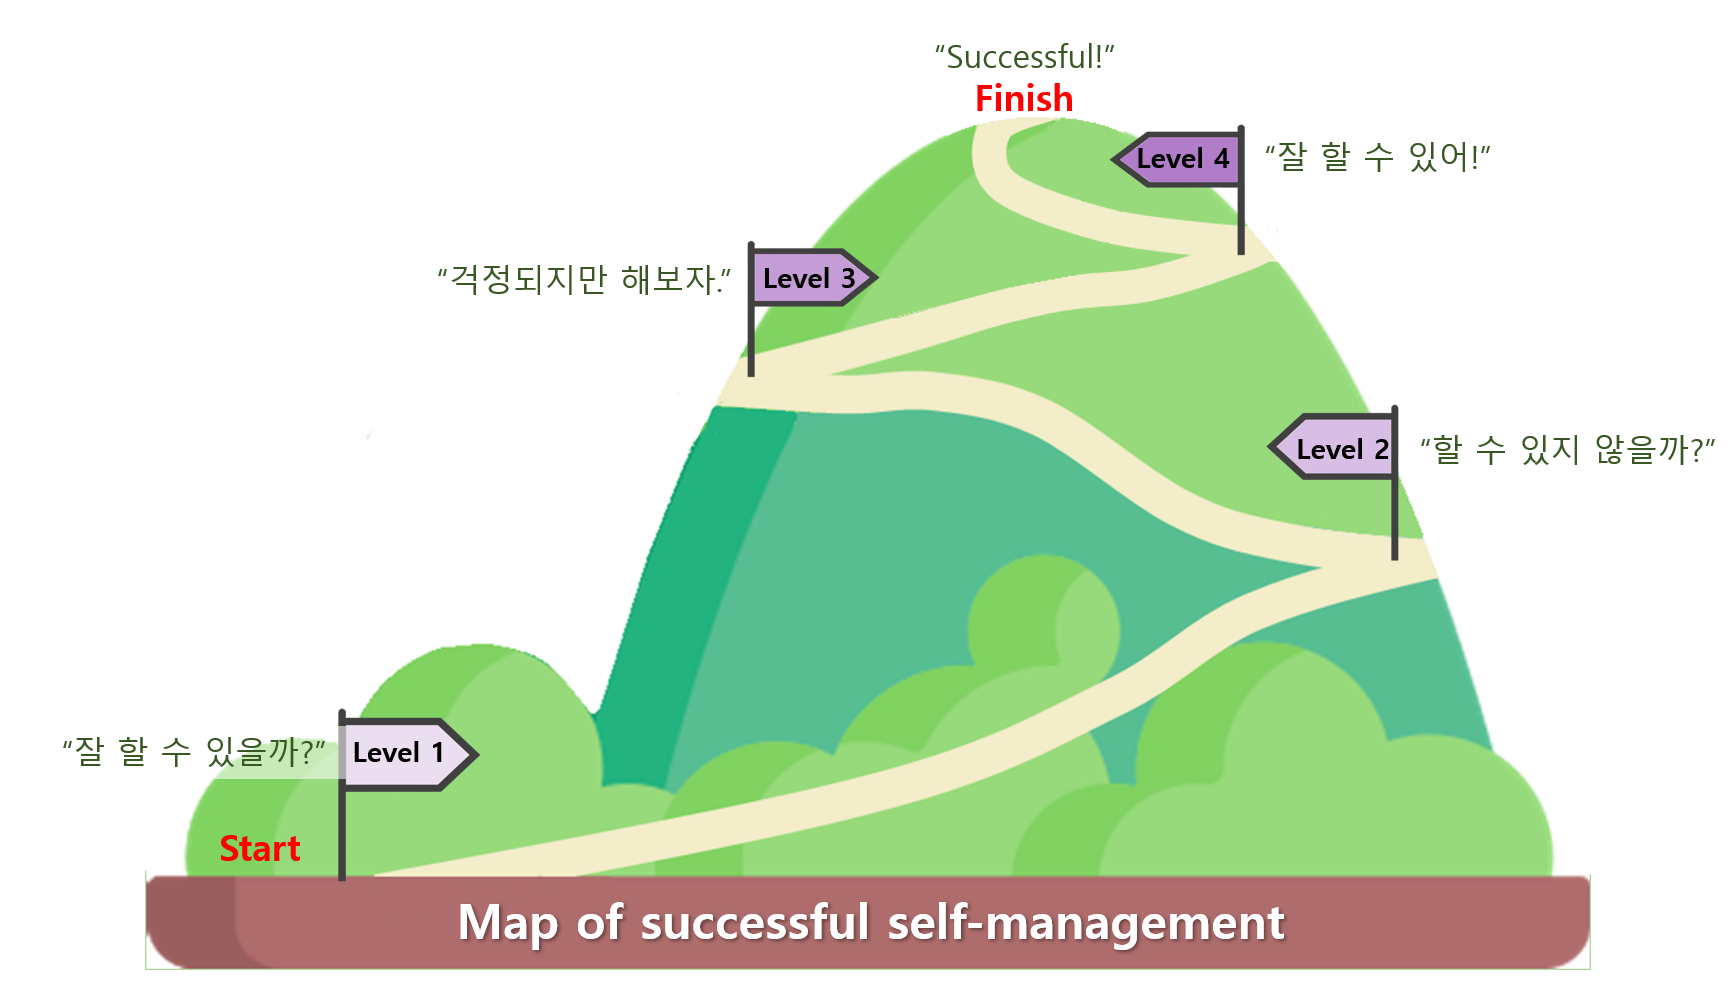 “Successful!”
Finish
Level 4
“잘 할 수 있어!”
“걱정되지만 해보자.”
Level 3
Level 2
“할 수 있지 않을까?”
“잘 할 수 있을까?”
Level 1
Start
Map of successful self-management